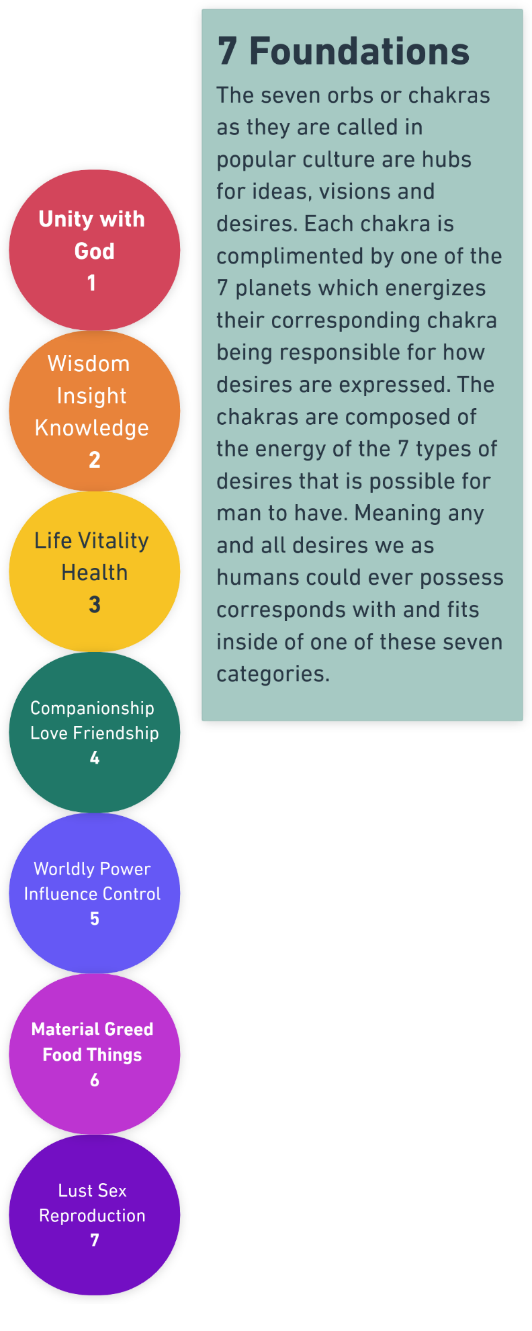 7 Foundations
The seven orbs or chakras
as they are called in
popular culture are hubs
for ideas, visions and
desires. Each chakra is
complimented by one of the
7 planets which energizes
their corresponding chakra
being responsible for how
desires are expressed. The
chakras are composed of
the energy of the 7 types of
desires that is possible for
man to have. Meaning any
and all desires we as
humans could ever possess
corresponds with and fits
inside of one of these seven
categories.
Unity with
God
1
Wisdom
Insight
Knowledge
2
Life Vitality
Health
3
Companionship
Love Friendship
4
Worldly Power
Influence Control
5
Material Greed
Food Things
6
Lust Sex
Reproduction
7